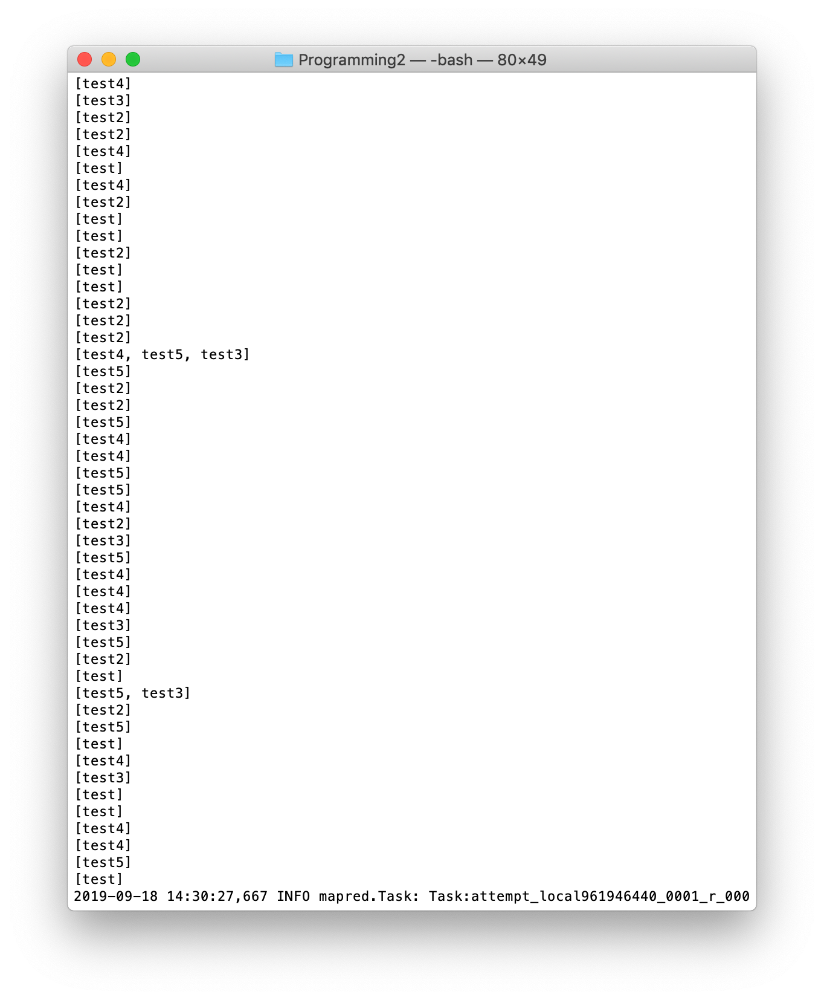 Programming2 — -bash — 80×49
[test4]
[test3]
[test2]
[test2]
[test4]
[test]
[test4]
[test2]
[test]
[test]
[test2]
[test]
[test]
[test2]
[test2]
[test2]
[test4, test5, test3]
[test5]
[test2]
[test2]
[test5]
[test4]
[test4]
[test5]
[test5]
[test4]
[test2]
[test3]
[test5]
[test4]
[test4]
[test4]
[test3]
[test5]
[test2]
[test]
[test5, test3]
[test2]
[test5]
[test]
[test4]
[test3]
[test]
[test]
[test4]
[test4]
[test5]
[test]
2019-09-18 14:30:27,667 INFO mapred.Task: Task:attempt_local961946440_0001_r_000